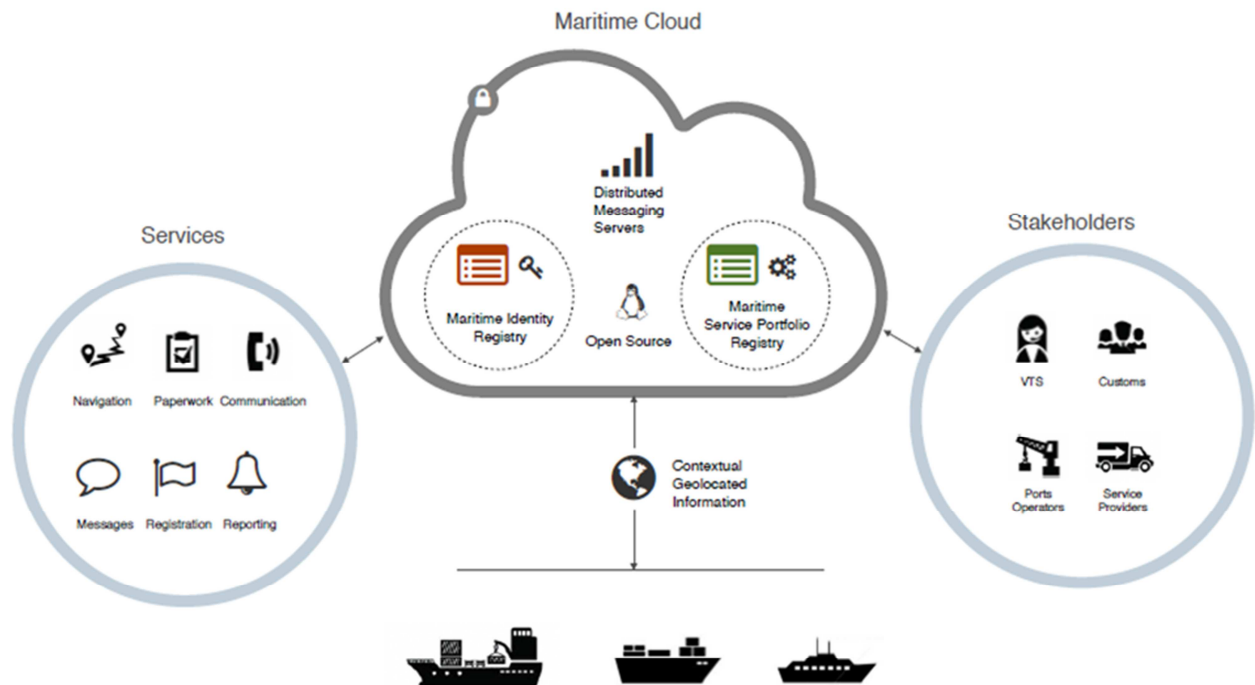 Maritime Cloud
Distributed
Messaging
Servers
Maritime Identity
Registry
Open Source
Maritime
Service Portfolio
Registry
Services
Navigation
Paperwork
Communication
Messages
Registration
Reporting
Stakeholders
VTS
Customs
Ports
Operators
Service
Providers
Contextual
Geolocated
Information